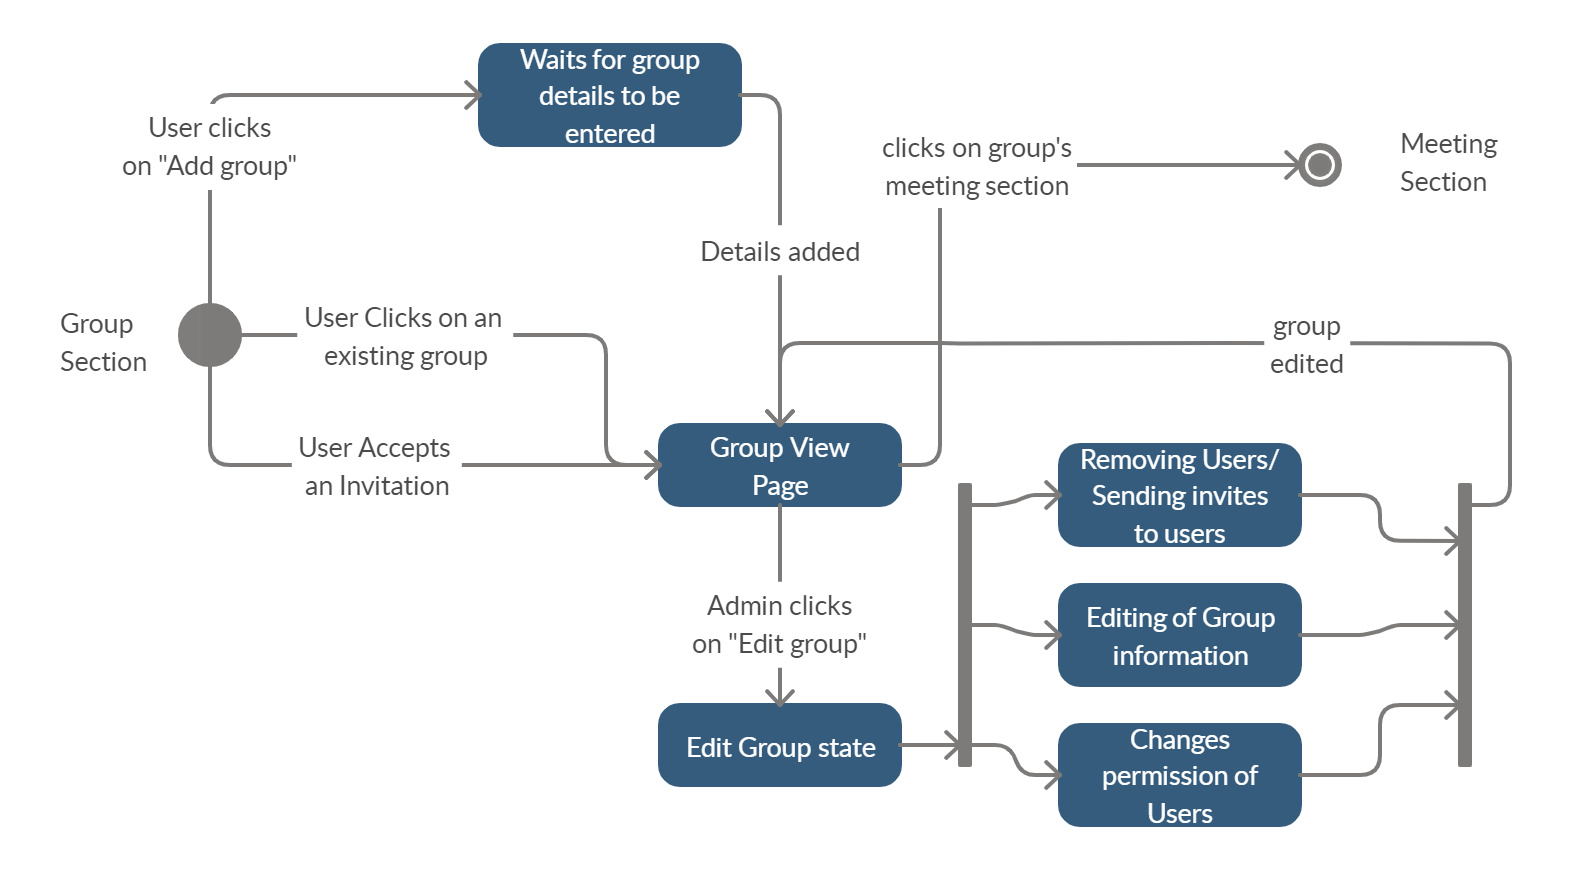 Waits for group
details to be
entered
User clicks
on "Add group"
clicks on group's
meeting section
Meeting
Section
Details added
Group
Section
User Clicks on an
existing group
group
edited
User Accepts
an Invitation
Group View
Page
Removing Users/
Sending invites
to users
Admin clicks
on "Edit group"
Editing of Group
information
Edit Group state
Changes
permission of
Users